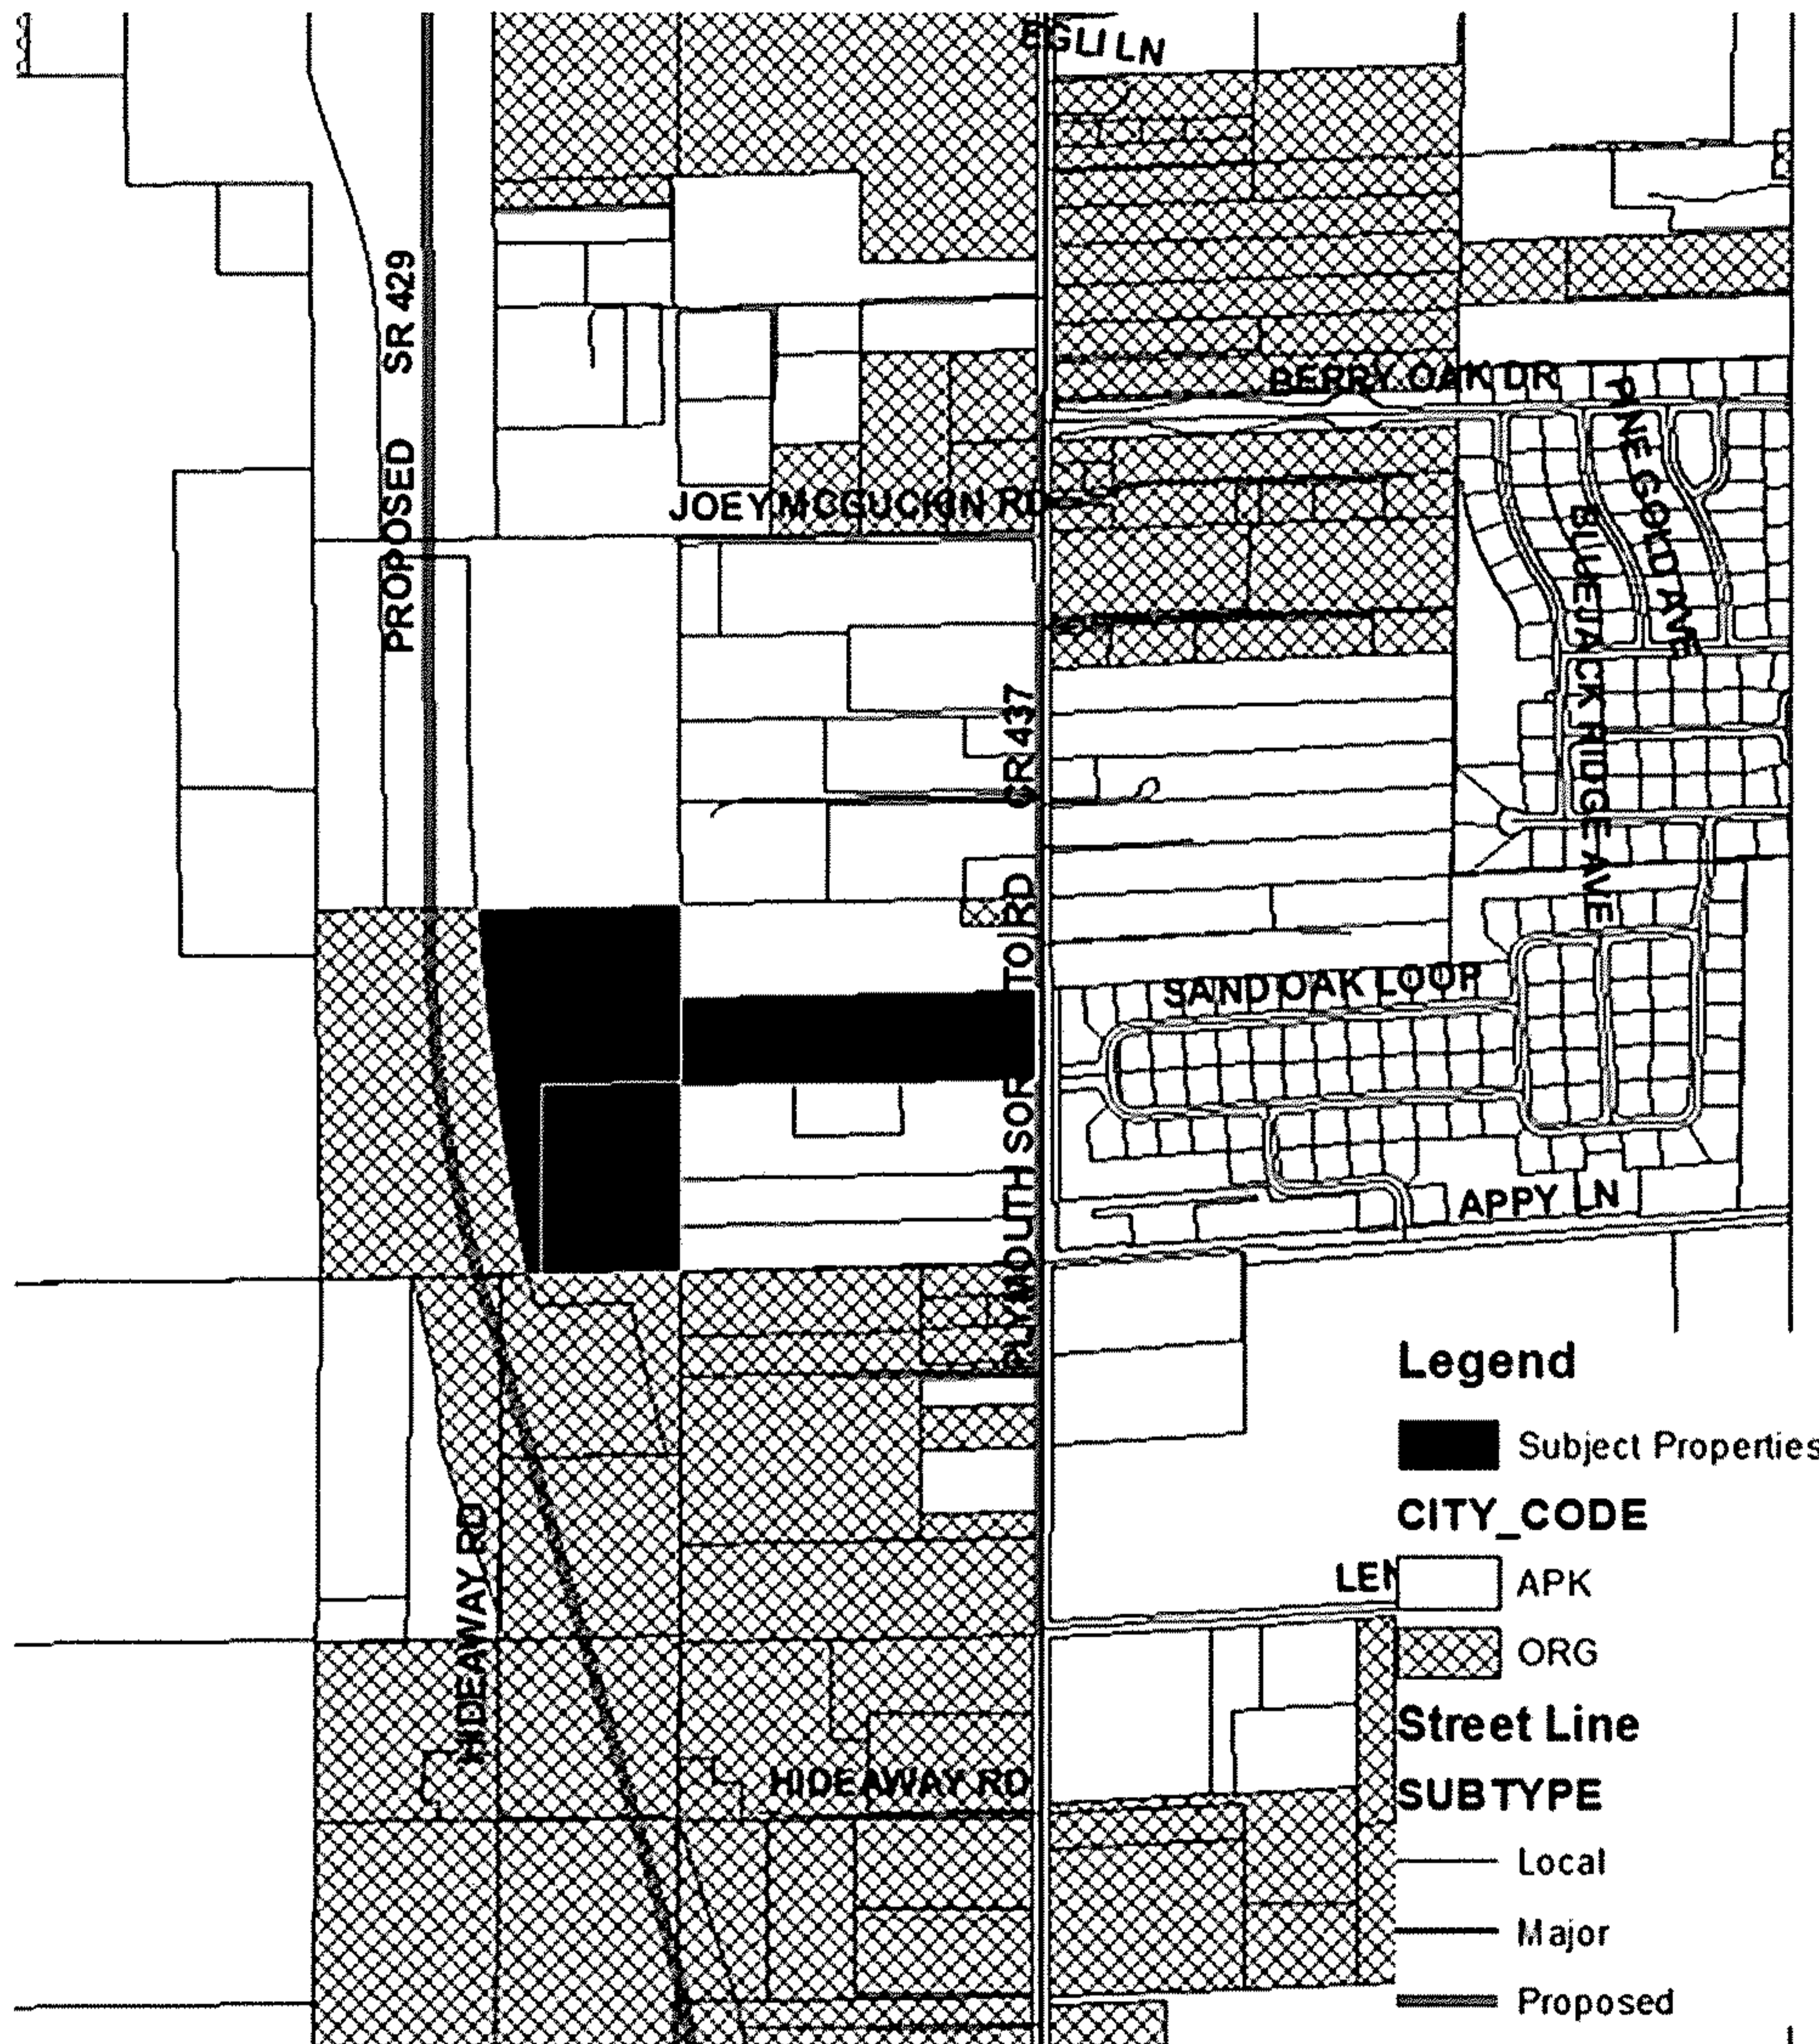 EGLI LN
PROPOSED SR 429
BERRY OAK DR
PINE GOLD AVE
JOEY MCGUCKIN RD
BLUEJACK RIDGE AVE
CR 437
PLYMOUTH SORRENTO RD
SAND OAK LOOP
APPY LN
Legend
Subject Properties
CITY_CODE
APK
ORG
Street Line
SUBTYPE
Local
Major
Proposed
HIDEAWAY RD
HIDEAWAY RD